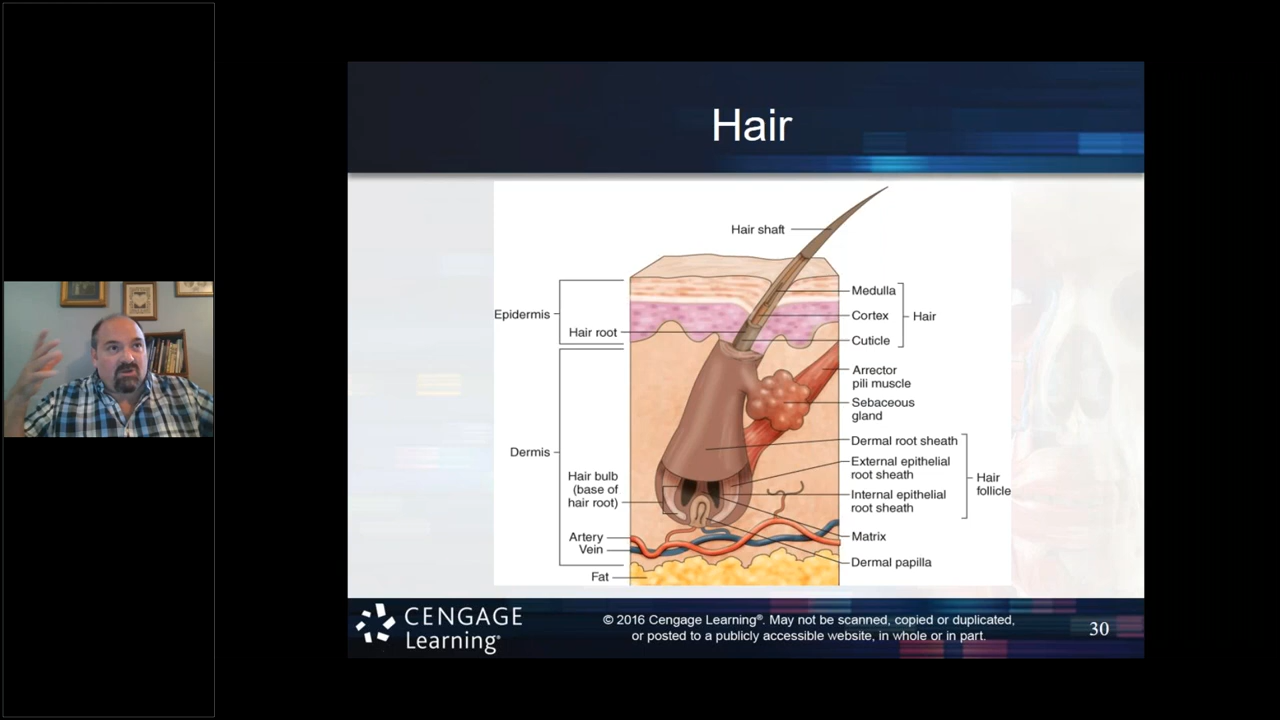 Hair
Hair shaft
Medulla
Cortex
Cuticle
Hair
Epidermis
Hair root
Arrector
pili muscle
Sebaceous
gland
Dermis
Dermal root sheath
External epithelial
root sheath
Internal epithelial
root sheath
Hair
follicle
Hair bulb
(base of
hair root)
Artery
Vein
Matrix
Dermal papilla
Fat
CENGAGE
Learning®
© 2016 Cengage Learning®. May not be scanned, copied or duplicated,
or posted to a publicly accessible website, in whole or in part.
30